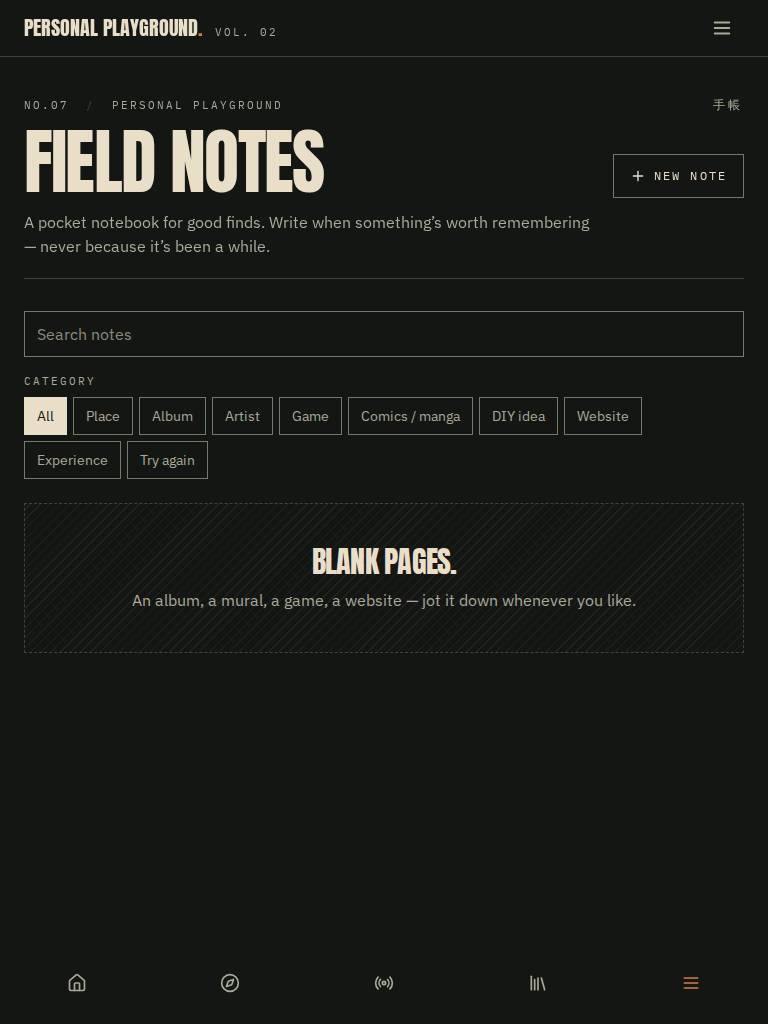 PERSONAL PLAYGROUND. VOL. 02
NO.07 / PERSONAL PLAYGROUND 手帳
FIELD NOTES
+ NEW NOTE
A pocket notebook for good finds. Write when something’s worth remembering
— never because it’s been a while.
Search notes
CATEGORY
All Place Album Artist Game Comics / manga DIY idea Website
Experience Try again
BLANK PAGES.
An album, a mural, a game, a website — jot it down whenever you like.